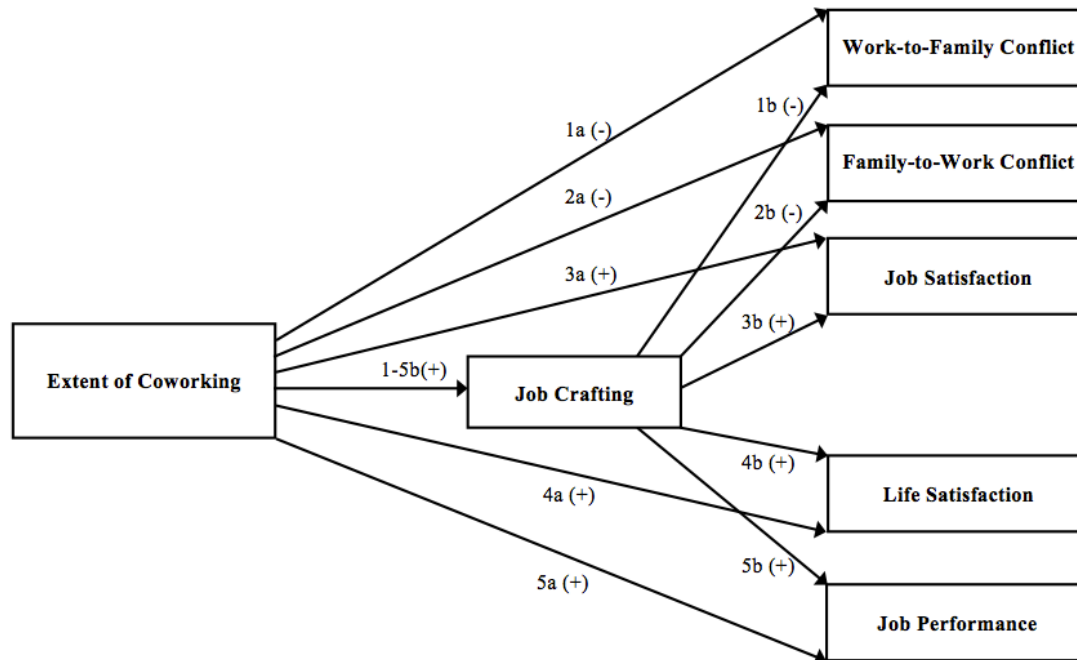 Work-to-Family Conflict
1b (-)
1a (-)
Family-to-Work Conflict
2a (-)
2b (-)
3a (+)
Job Satisfaction
3b (+)
1-5b(+)
Extent of Coworking
Job Crafting
4b (+)
4a (+)
Life Satisfaction
5b (+)
5a (+)
Job Performance